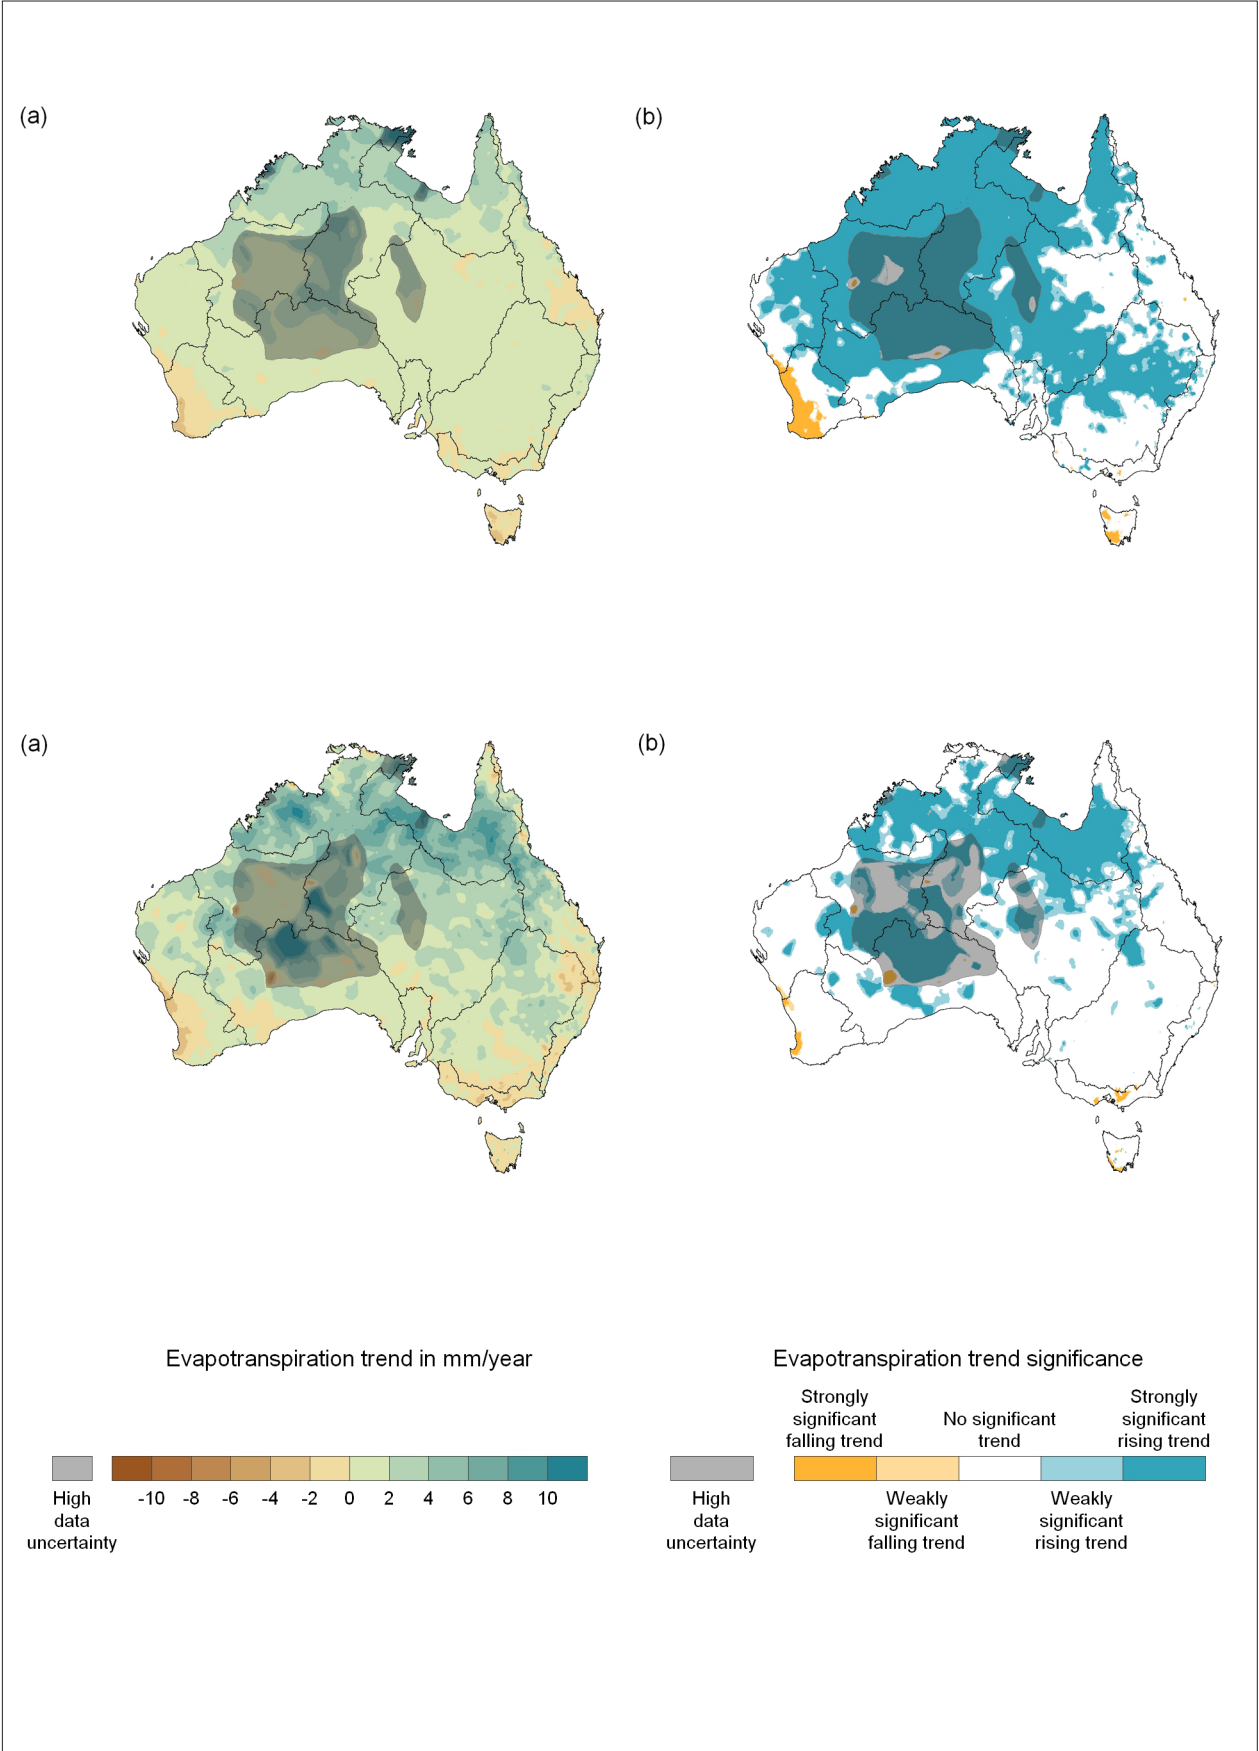 (a)
(b)
(a)
(b)
Evapotranspiration trend in mm/year
High
data
uncertainty
-10 -8 -6 -4 -2 0 2 4 6 8 10
Evapotranspiration trend significance
High
data
uncertainty
Strongly
significant
falling trend
Weakly
significant
falling trend
No significant
trend
Weakly
significant
rising trend
Strongly
significant
rising trend